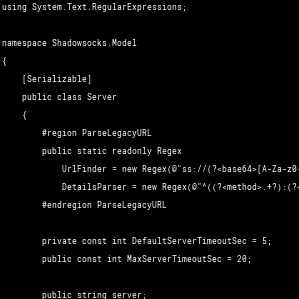 using System.Text.RegularExpressions;
namespace Shadowsocks.Model
{
[Serializable]
public class Server
{
#region ParseLegacyURL
public static readonly Regex
UrlFinder = new Regex(@"ss://(?<base64>[A-Za-z0-
DetailsParser = new Regex(@"^((?<method>.+?):(?<
#endregion ParseLegacyURL
private const int DefaultServerTimeoutSec = 5;
public const int MaxServerTimeoutSec = 20;
public string server;